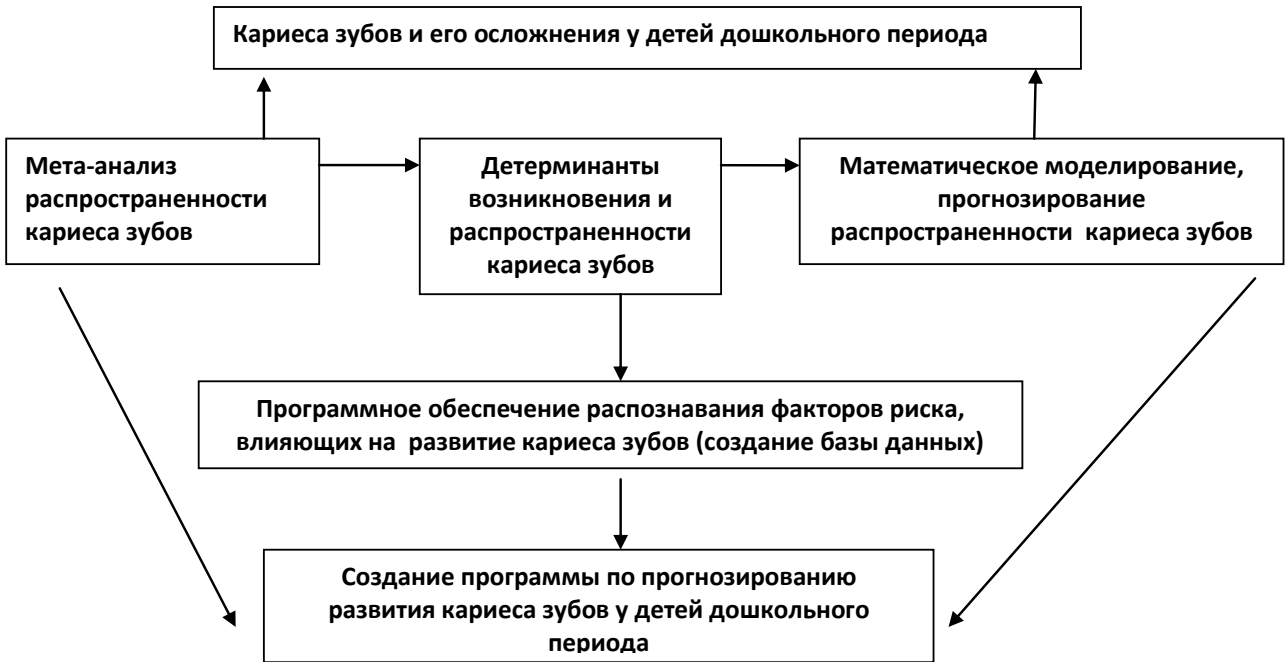 Кариеса зубов и его осложнения у детей дошкольного периода
Мета-анализ
распространенности
кариеса зубов
Детерминанты
возникновения и
распространенности
кариеса зубов
Математическое моделирование,
прогнозирование
распространенности кариеса зубов
Программное обеспечение распознавания факторов риска,
влияющих на развитие кариеса зубов (создание базы данных)
Создание программы по прогнозированию
развития кариеса зубов у детей дошкольного
периода